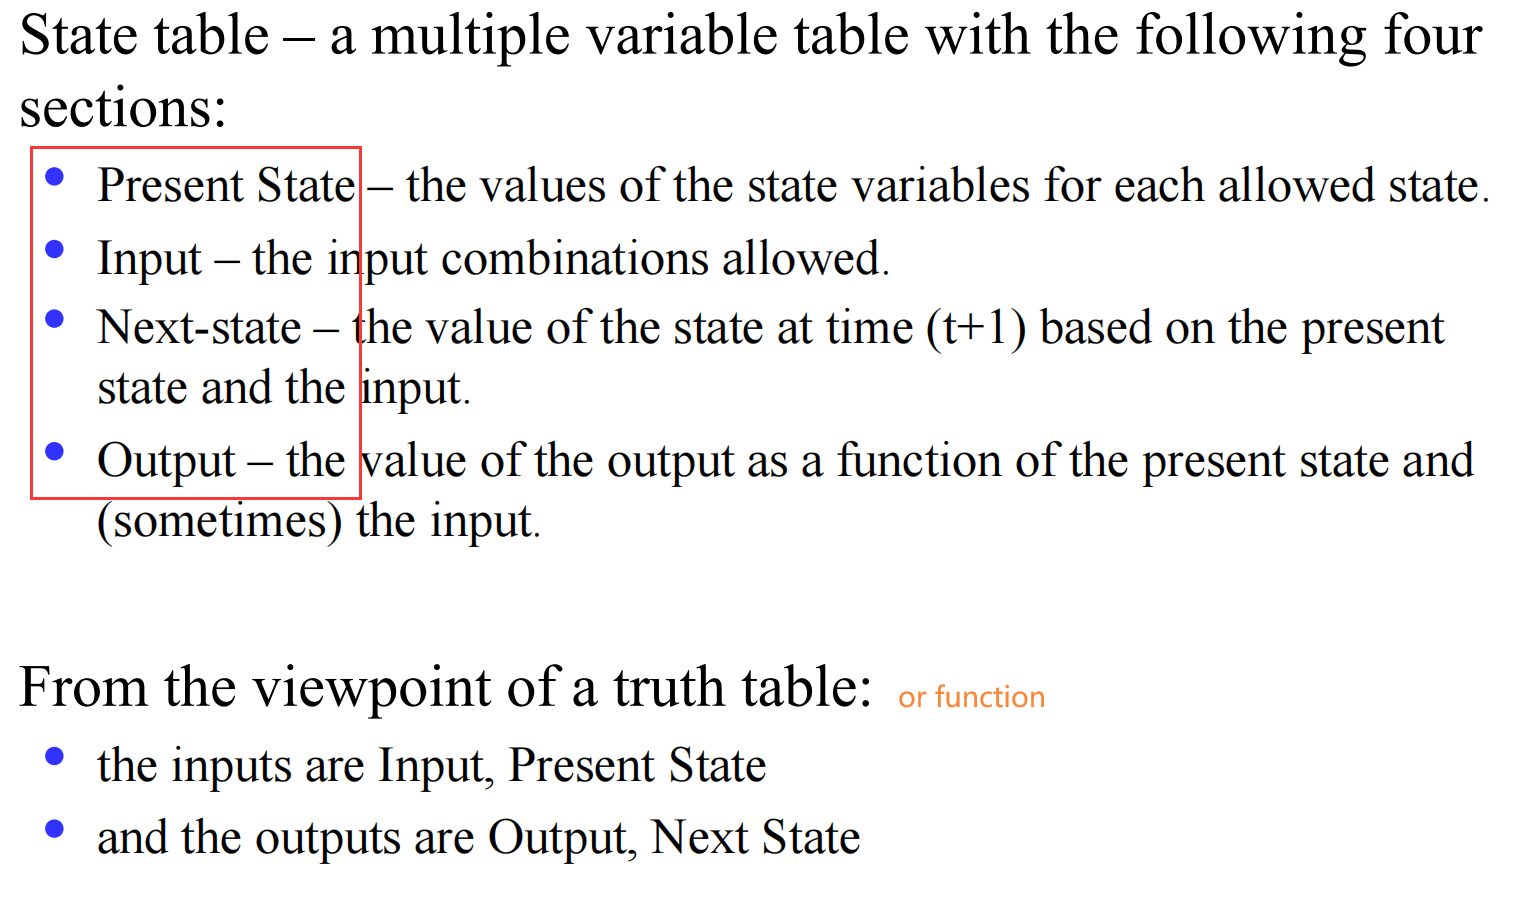 State table – a multiple variable table with the following four
sections:
• Present State – the values of the state variables for each allowed state.
• Input – the input combinations allowed.
• Next-state – the value of the state at time (t+1) based on the present
state and the input.
• Output – the value of the output as a function of the present state and
(sometimes) the input.
From the viewpoint of a truth table: or function
• the inputs are Input, Present State
• and the outputs are Output, Next State